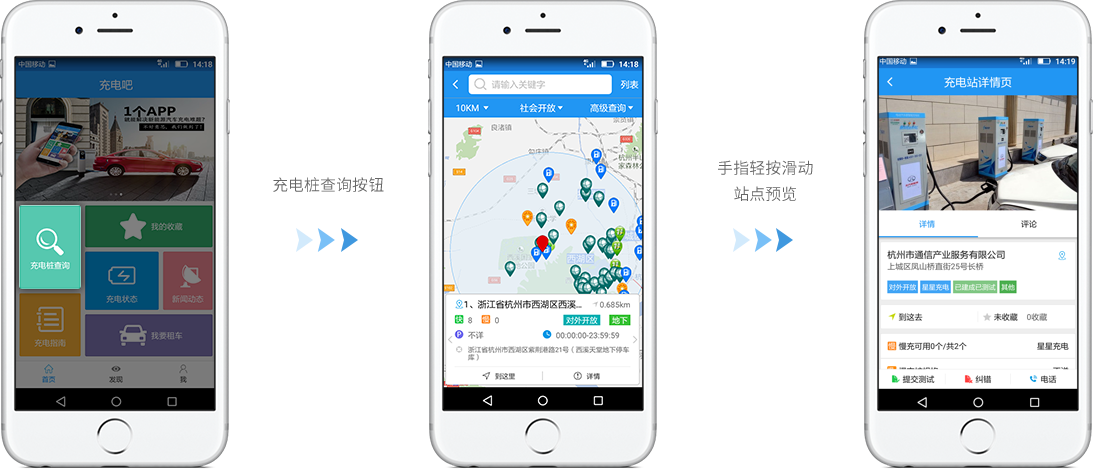 中国移动 14:18
充电吧
1个APP
充电桩查询
我的收藏
充电状态
新闻动态
充电指南
我要租车
首页
发现
我
充电桩查询按钮
中国移动 14:18
请输入关键字
列表
10KM
社会开放
高级查询
良渚镇
勾庄镇
西湖区
1、浙江省杭州市西湖区西溪...
0.685km
快 8 慢 0
对外开放
地下
P 不详
00:00:00-23:59:59
浙江省杭州市西湖区紫荆港路21号（西溪天堂地下停车
库）
到这里
详情
手指轻按滑动
站点预览
中国移动 14:19
充电站详情页
详情
评论
杭州市通信产业服务有限公司
上城区凤山桥直街25号长桥
对外开放
星星充电
已建成已测试
其他
到这去
未收藏
0收藏
慢 慢充可用0个/共2个
星星充电
提交测试
纠错
电话